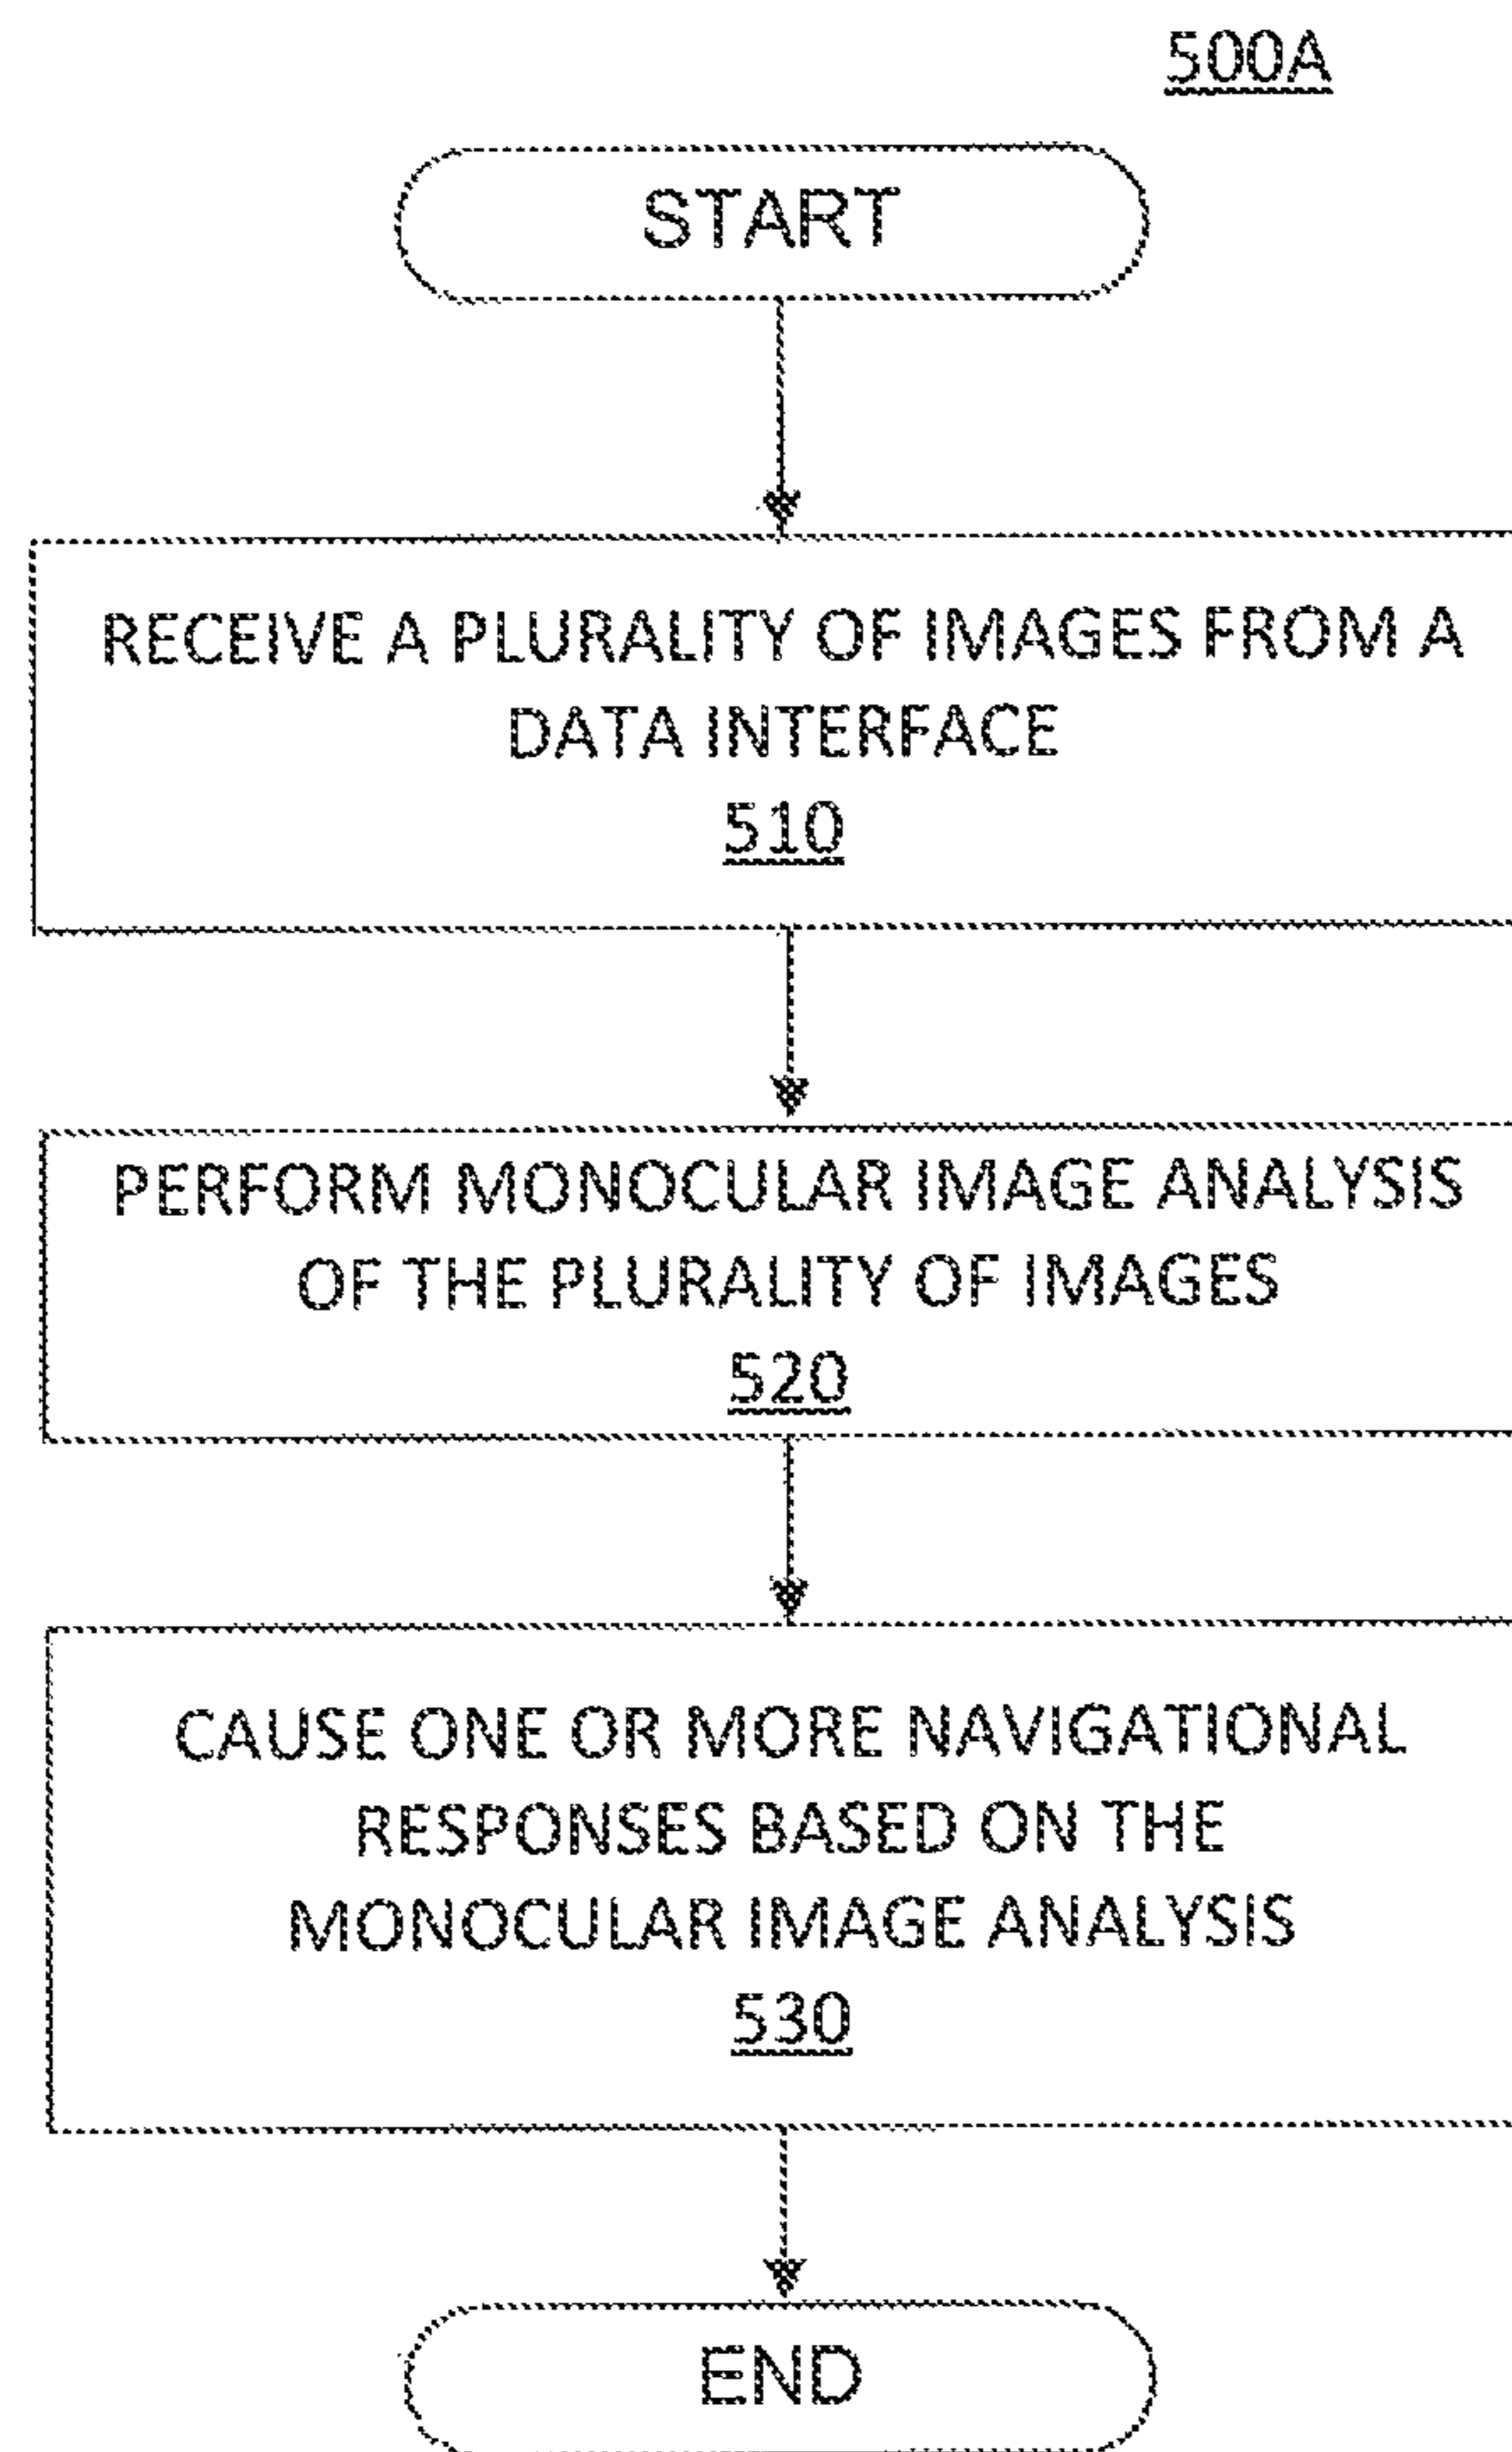 500A
START
RECEIVE A PLURALITY OF IMAGES FROM A
DATA INTERFACE
510
PERFORM MONOCULAR IMAGE ANALYSIS
OF THE PLURALITY OF IMAGES
520
CAUSE ONE OR MORE NAVIGATIONAL
RESPONSES BASED ON THE
MONOCULAR IMAGE ANALYSIS
530
END